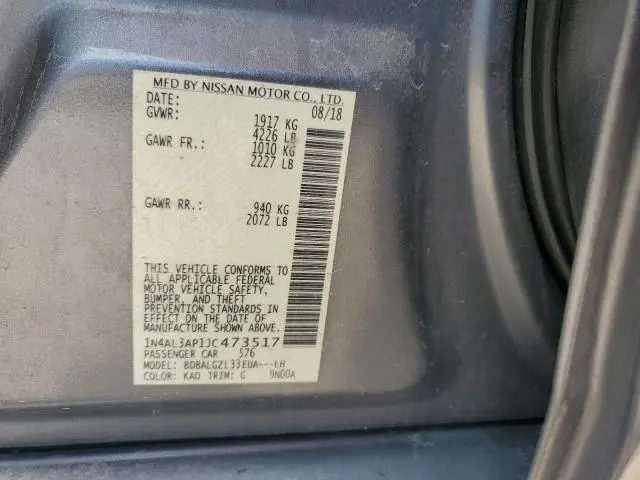 MFD BY NISSAN MOTOR CO., LTD.
DATE: 08/18
GVWR: 1917 KG
4226 LB
GAWR FR.: 1010 KG
2227 LB
GAWR RR.: 940 KG
2072 LB
THIS VEHICLE CONFORMS TO
ALL APPLICABLE FEDERAL
MOTOR VEHICLE SAFETY,
BUMPER, AND THEFT
PREVENTION STANDARDS IN
EFFECT ON THE DATE OF
MANUFACTURE SHOWN ABOVE.
1N4AL3AP1JC473517
PASSENGER CAR 576
MODEL: BDBALGZL33EUA---LH
COLOR: KAD TRIM: G 9N00A